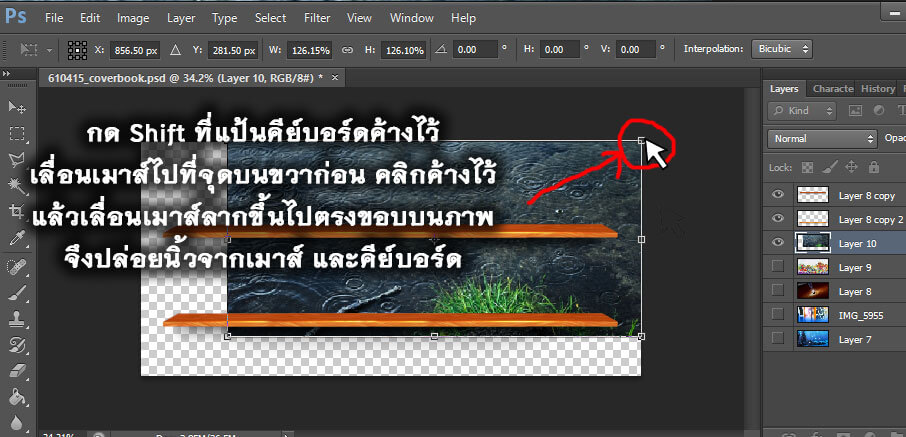 Ps File Edit Image Layer Type Select Filter View Window Help
X: 856.50 px Y: 281.50 px W: 126.15% H: 126.10% 0.00 ° H: 0.00 ° V: 0.00 ° Interpolation: Bicubic
610415_coverbook.psd @ 34.2% (Layer 10, RGB/8#) * ×
Layers Characte History
Kind
Normal Opac
Lock:
Layer 8 copy
Layer 8 copy 2
Layer 10
Layer 9
Layer 8
IMG_5955
Layer 7
กด Shift ที่แป้นคีย์บอร์ดค้างไว้
เลื่อนเมาส์ไปที่จุดบนขวาก่อน คลิกค้างไว้
แล้วเลื่อนเมาส์ลากขึ้นไปตรงขอบบนภาพ
จึงปล่อยนิ้วจากเมาส์ และคีย์บอร์ด